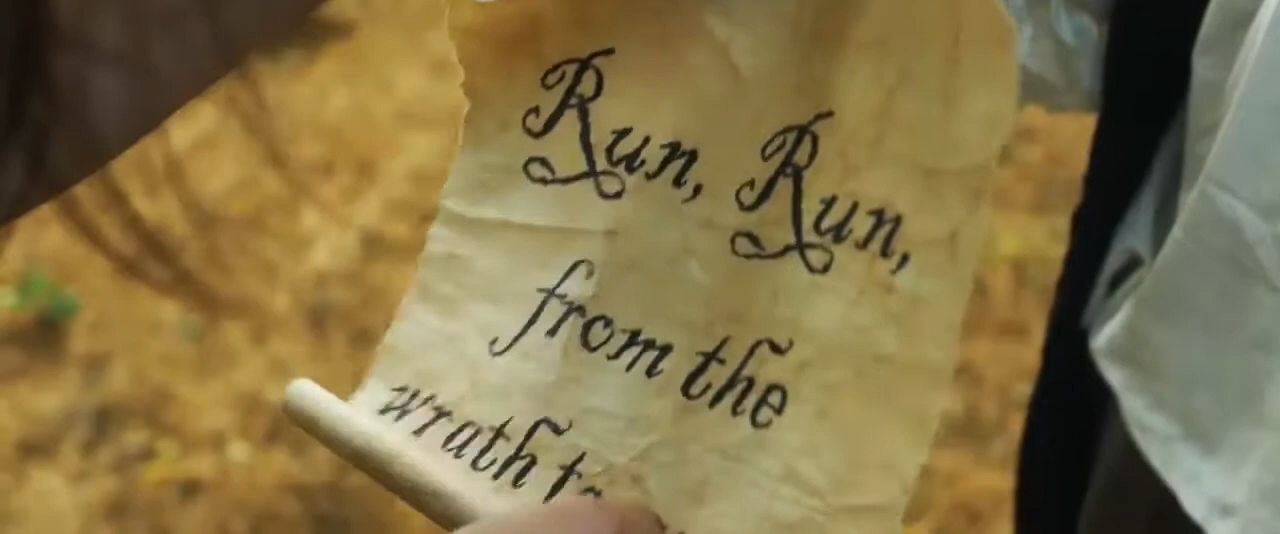 Run, Run,
from the
wrath